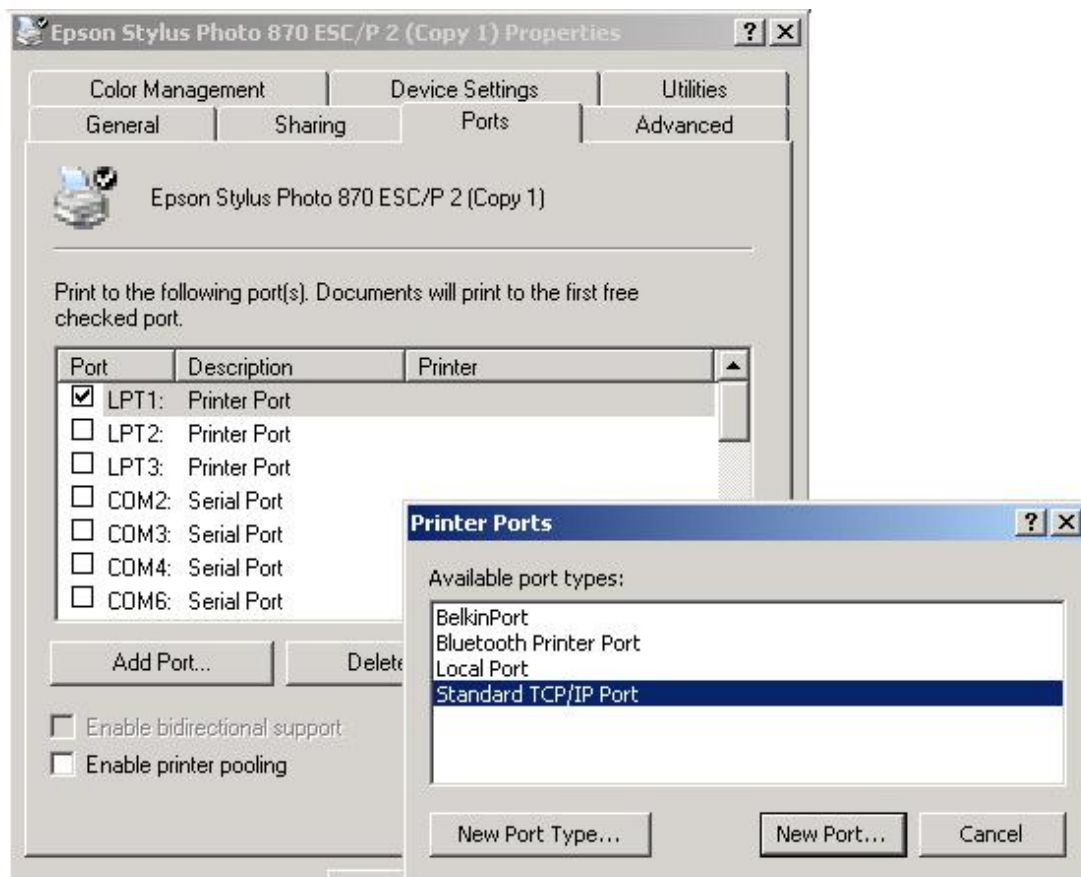 Epson Stylus Photo 870 ESC/P 2 (Copy 1) Properties
Color Management
Device Settings
Utilities
General
Sharing
Ports
Advanced
Epson Stylus Photo 870 ESC/P 2 (Copy 1)
Print to the following port(s). Documents will print to the first free
checked port.
Port Description Printer
LPT1: Printer Port
LPT2: Printer Port
LPT3: Printer Port
COM2: Serial Port
COM3: Serial Port
COM4: Serial Port
COM6: Serial Port
Add Port...
Delete
Enable bidirectional support
Enable printer pooling
Printer Ports
Available port types:
BelkinPort
Bluetooth Printer Port
Local Port
Standard TCP/IP Port
New Port Type...
New Port...
Cancel